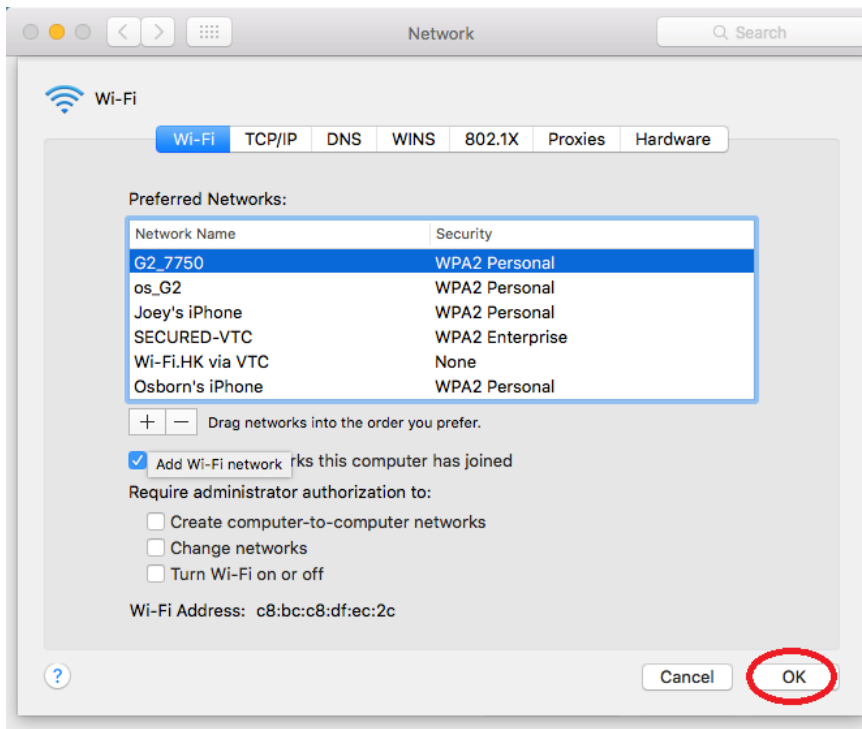 Network
Search
Wi-Fi
Wi-Fi TCP/IP DNS WINS 802.1X Proxies Hardware
Preferred Networks:
Network Name Security
G2_7750 WPA2 Personal
os_G2 WPA2 Personal
Joey's iPhone WPA2 Personal
SECURED-VTC WPA2 Enterprise
Wi-Fi.HK via VTC None
Osborn's iPhone WPA2 Personal
+ − Drag networks into the order you prefer.
Add Wi-Fi network rks this computer has joined
Require administrator authorization to:
Create computer-to-computer networks
Change networks
Turn Wi-Fi on or off
Wi-Fi Address: c8:bc:c8:df:ec:2c
? Cancel OK